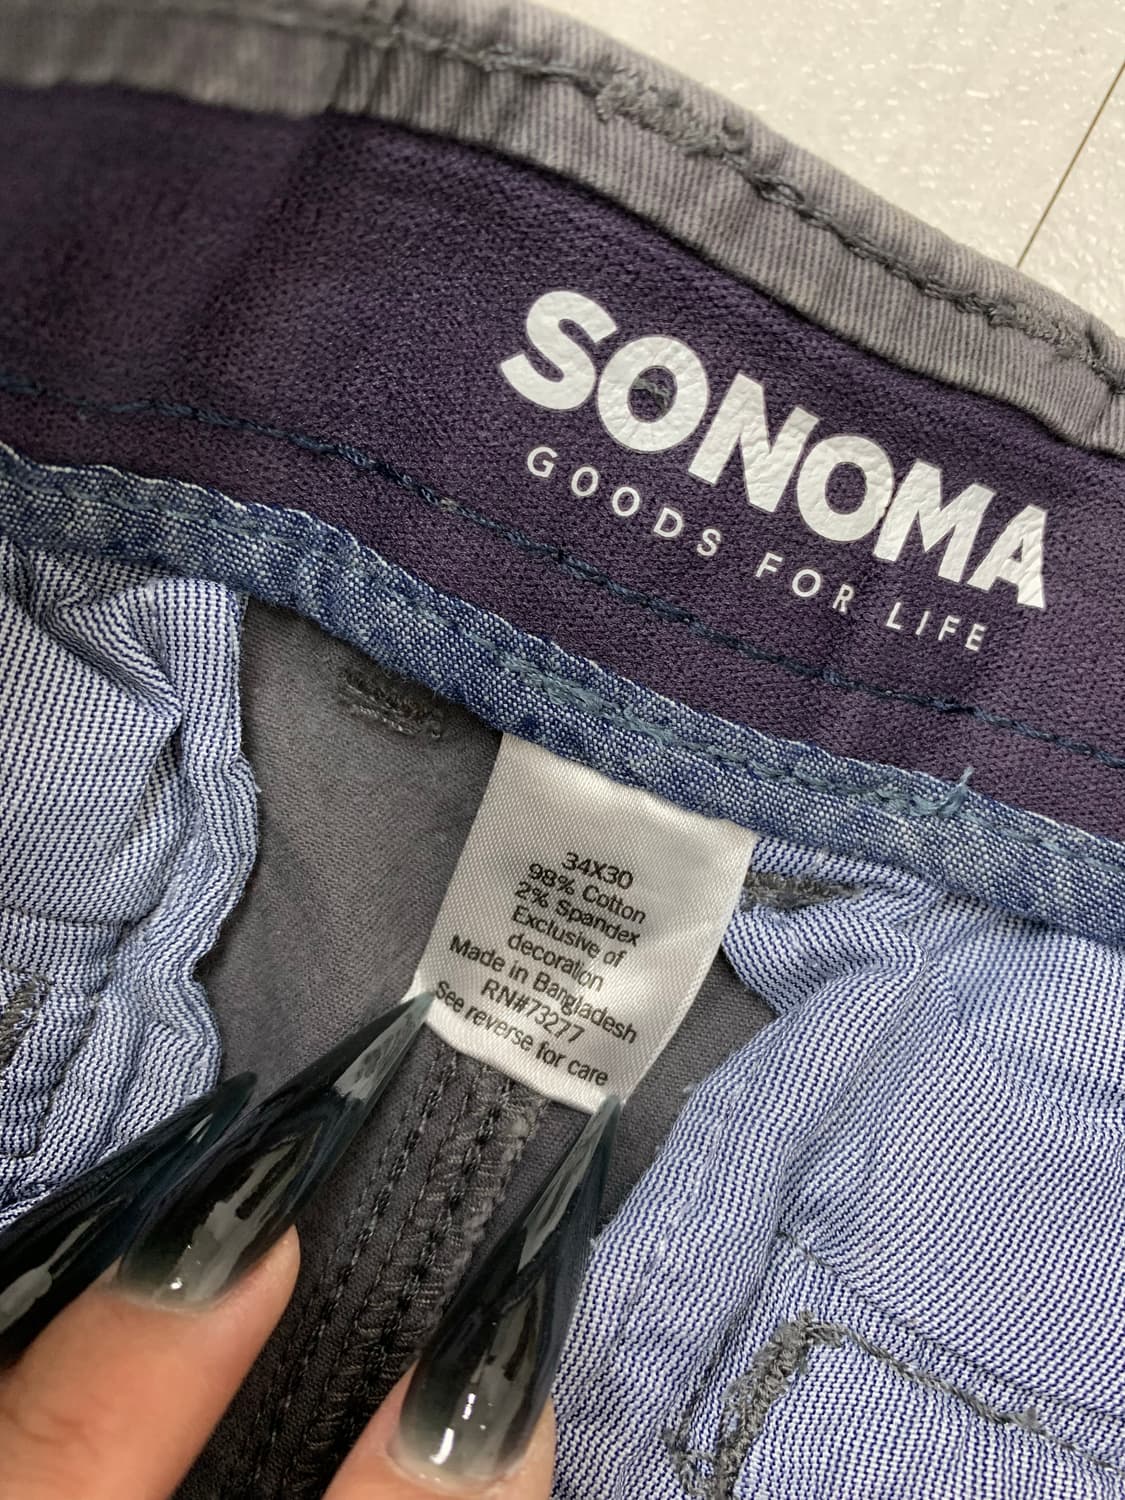 SONOMA
GOODS FOR LIFE
34X30
98% Cotton
2% Spandex
Exclusive of
decoration
Made in Bangladesh
RN#73277
See reverse for care